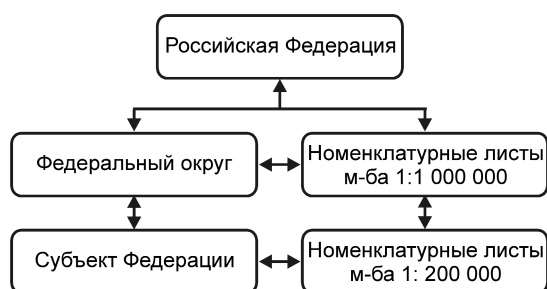 Российская Федерация
Федеральный округ
Номенклатурные листы
м-ба 1:1 000 000
Субъект Федерации
Номенклатурные листы
м-ба 1: 200 000